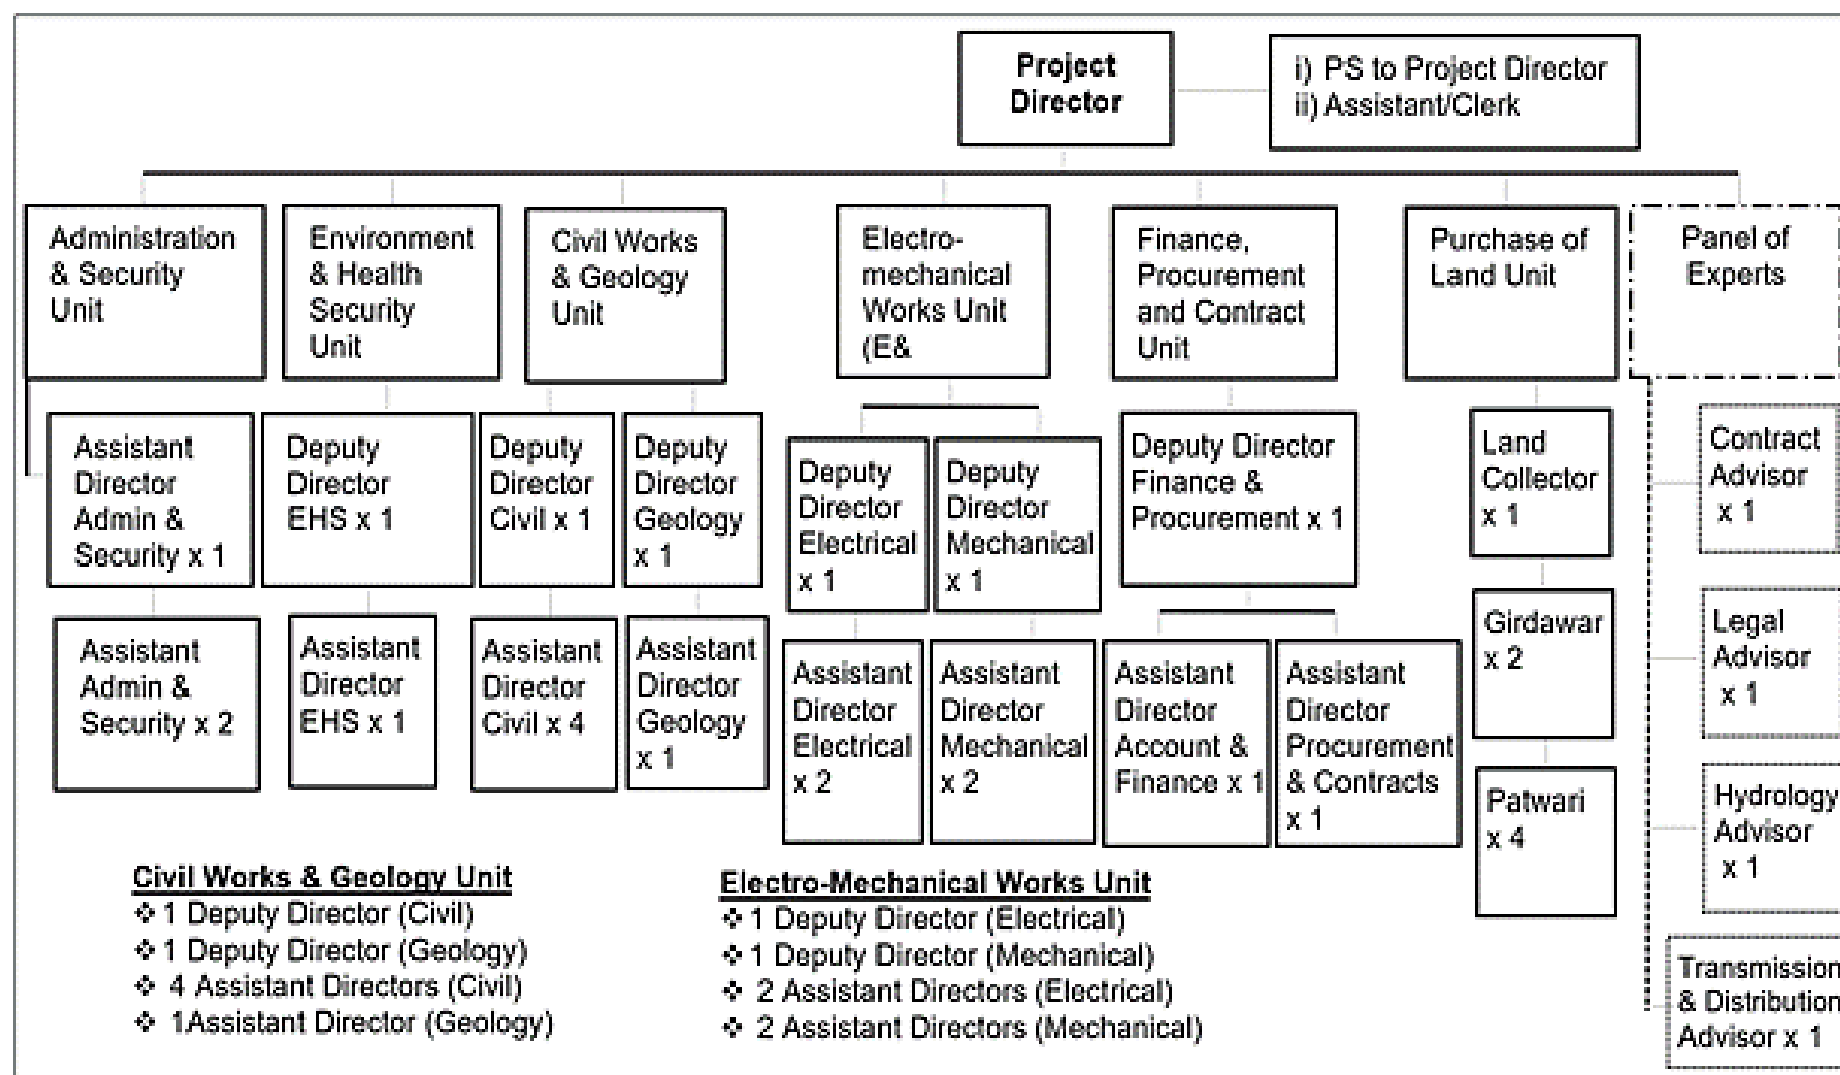 Project
Director
i) PS to Project Director
ii) Assistant/Clerk
Administration
& Security
Unit
Environment
& Health
Security
Unit
Civil Works
& Geology
Unit
Electro-
mechanical
Works Unit
(E&
Finance,
Procurement
and Contract
Unit
Purchase of
Land Unit
Panel of
Experts
Assistant
Director
Admin &
Security x 1
Deputy
Director
EHS x 1
Deputy
Director
Civil x 1
Deputy
Director
Geology
x 1
Deputy
Director
Electrical
x 1
Deputy
Director
Mechanical
x 1
Deputy Director
Finance &
Procurement x 1
Land
Collector
x 1
Contract
Advisor
x 1
Assistant
Admin &
Security x 2
Assistant
Director
EHS x 1
Assistant
Director
Civil x 4
Assistant
Director
Geology
x 1
Assistant
Director
Electrical
x 2
Assistant
Director
Mechanical
x 2
Assistant
Director
Account &
Finance x 1
Assistant
Director
Procurement
& Contracts
x 1
Girdawar
x 2
Legal
Advisor
x 1
Patwari
x 4
Hydrology
Advisor
x 1
Transmission
& Distribution
Advisor x 1
Civil Works & Geology Unit
❖ 1 Deputy Director (Civil)
❖ 1 Deputy Director (Geology)
❖ 4 Assistant Directors (Civil)
❖ 1Assistant Director (Geology)
Electro-Mechanical Works Unit
❖ 1 Deputy Director (Electrical)
❖ 1 Deputy Director (Mechanical)
❖ 2 Assistant Directors (Electrical)
❖ 2 Assistant Directors (Mechanical)